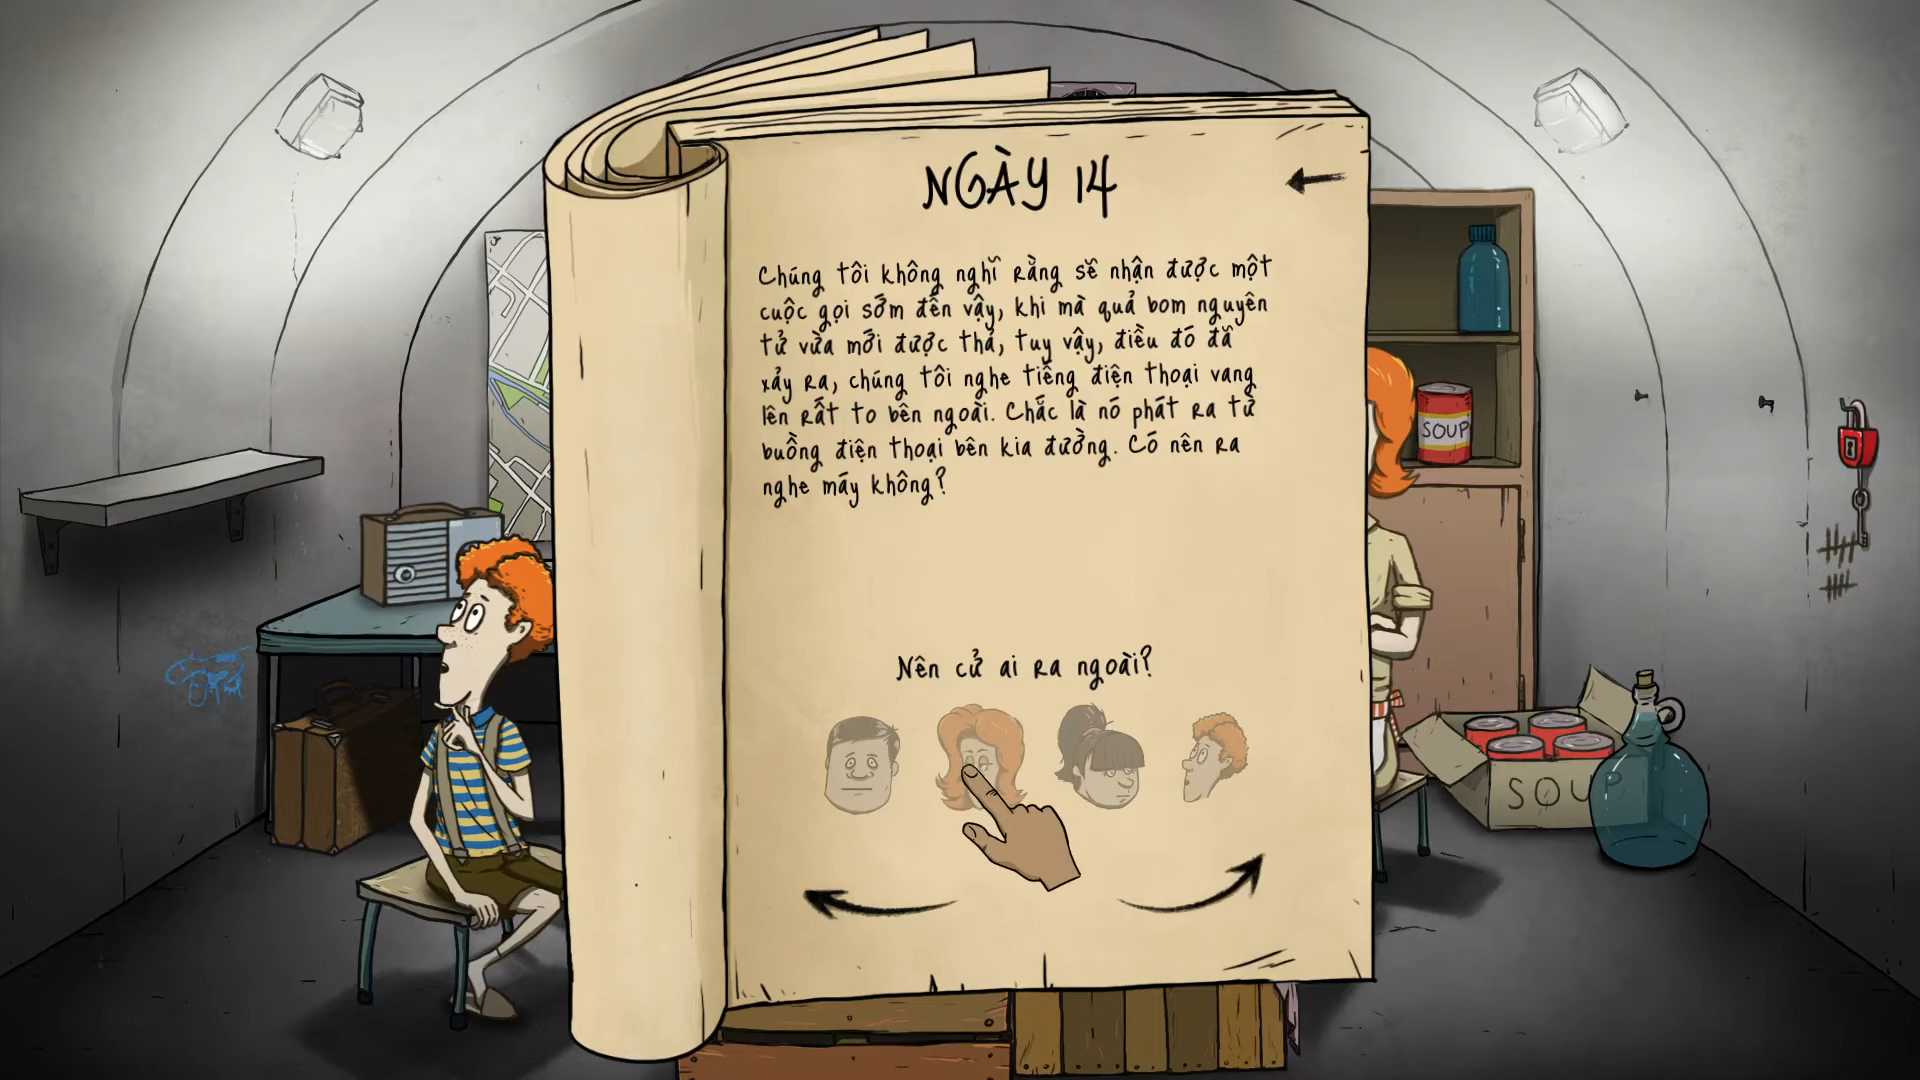 NGÀY 14
Chúng tôi không nghĩ rằng sẽ nhận được một
cuộc gọi sớm đến vậy, khi mà quả bom nguyên
tử vừa mới được thả, tuy vậy, điều đó đã
xảy ra, chúng tôi nghe tiếng điện thoại vang
lên rất to bên ngoài. Chắc là nó phát ra từ
buồng điện thoại bên kia đường. Có nên ra
nghe máy không?
Nên cử ai ra ngoài?
SOUP
SOU